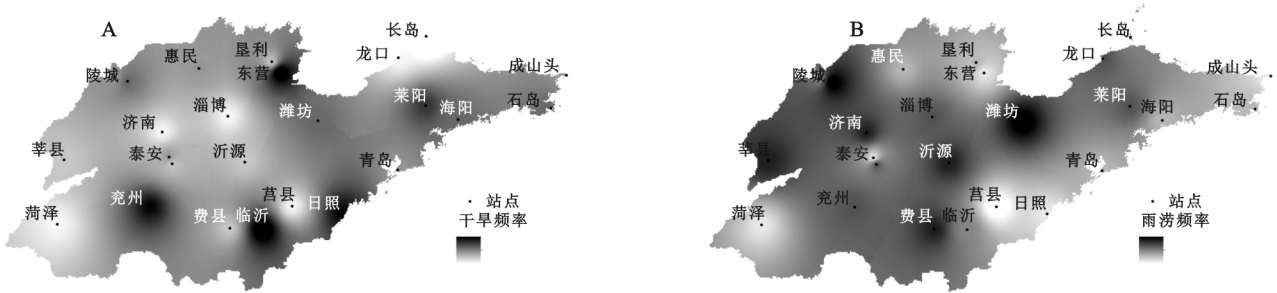 A
长岛
龙口
垦利
惠民
东营
陵城
成山头
莱阳
石岛
淄博
潍坊
海阳
济南
莘县
泰安
沂源
青岛
兖州
莒县
日照
站点
菏泽
费县
临沂
干旱频率
B
长岛
龙口
垦利
惠民
东营
陵城
成山头
莱阳
石岛
淄博
潍坊
海阳
济南
莘县
泰安
沂源
青岛
兖州
莒县
日照
站点
菏泽
费县
临沂
雨涝频率